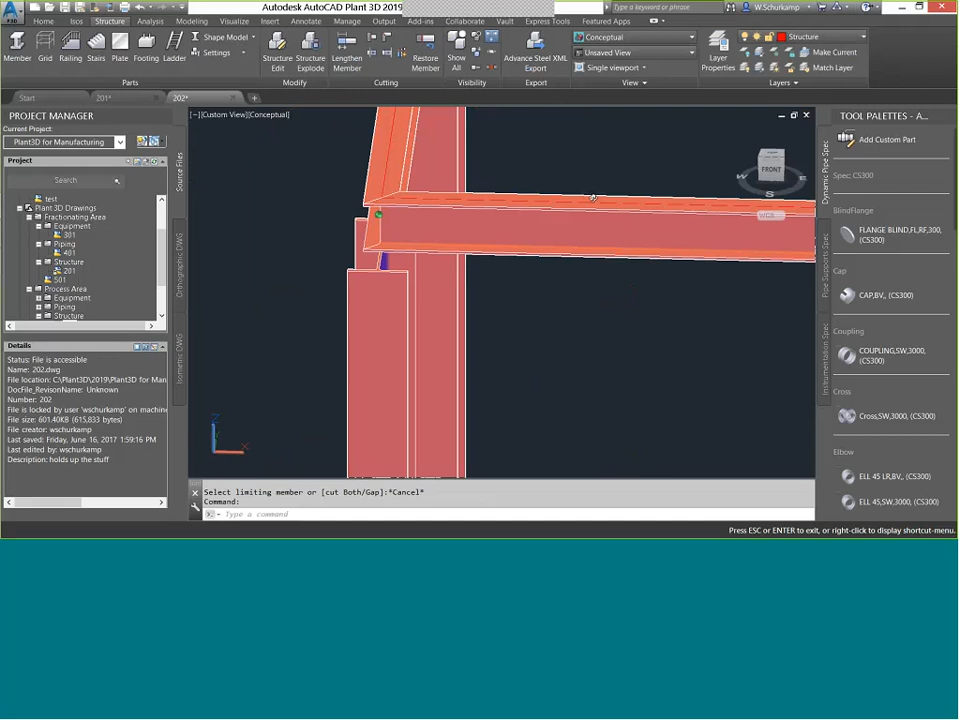 Autodesk AutoCAD Plant 3D 2019
Type a keyword or phrase
W.Schurkamp
P3D
Home Isos Structure Analysis Modeling Visualize Insert Annotate Manage Output Add-ins Collaborate Vault Express Tools Featured Apps
Member
Grid
Railing
Stairs
Plate
Footing
Ladder
Shape Model
Settings
Structure Edit
Structure Explode
Lengthen Member
Restore Member
Show All
Advance Steel XML Export
Conceptual
Unsaved View
Single viewport
Layer Properties
Structure
Make Current
Match Layer
Parts Modify Cutting Visibility Export View Layers
Start 201* 202*
PROJECT MANAGER
Current Project:
Plant3D for Manufacturing
Project
Search
test
Plant 3D Drawings
Fractionating Area
Equipment
301
Piping
401
Structure
201
501
Process Area
Equipment
Piping
Structure
Source Files
Orthographic DWG
Isometric DWG
Details
Status: File is accessible
Name: 202.dwg
File location: C:\Plant3D\2019\Plant3D for Man
DocFile_RevisonName: Unknown
Number: 202
File is locked by user 'wschurkamp' on machin
File size: 601.40KB (615,833 bytes)
File creator: wschurkamp
Last saved: Friday, June 16, 2017 1:59:16 PM
Last edited by: wschurkamp
Description: holds up the stuff
[−][Custom View][Conceptual]
FRONT
W
S
E
WCS
Z
Y
X
Select limiting member or [cut Both/Gap]:*Cancel*
Command:
Type a command
TOOL PALETTES - A...
Add Custom Part
Spec: CS300
BlindFlange
FLANGE BLIND,FL,RF,300, (CS300)
Cap
CAP,BV,, (CS300)
Coupling
COUPLING,SW,3000, (CS300)
Cross
Cross,SW,3000, (CS300)
Elbow
ELL 45 LR,BV,, (CS300)
ELL 45,SW,3000, (CS300)
Dynamic Pipe Spec
Pipe Supports Spec
Instrumentation Spec
Press ESC or ENTER to exit, or right-click to display shortcut-menu.